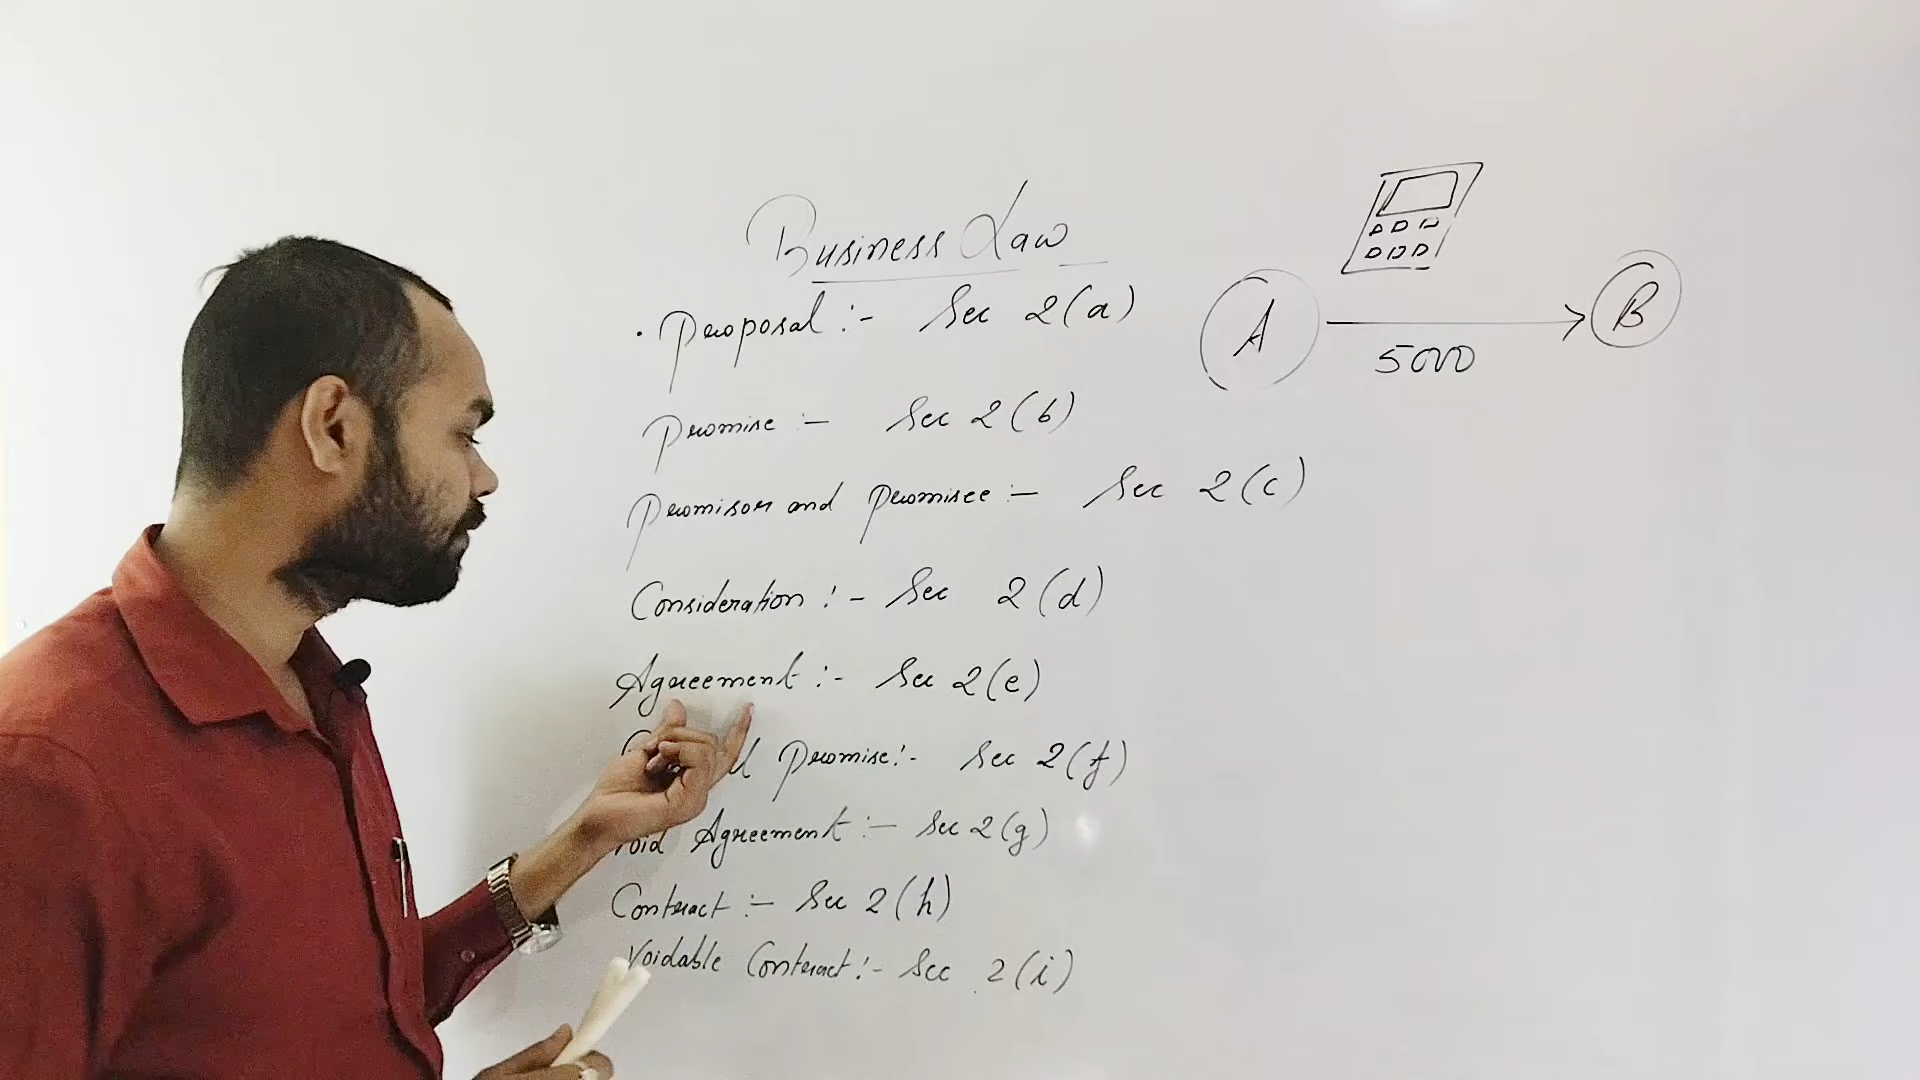 Business Law
. Proposal :- Sec 2(a)
Promise :- Sec 2(b)
Promisor and Promisee :- Sec 2(c)
Consideration :- Sec 2(d)
Agreement :- Sec 2(e)
Promise :- Sec 2(f)
Void Agreement :- Sec 2(g)
Contract :- Sec 2(h)
Voidable Contract :- Sec 2(i)
A
5000
B